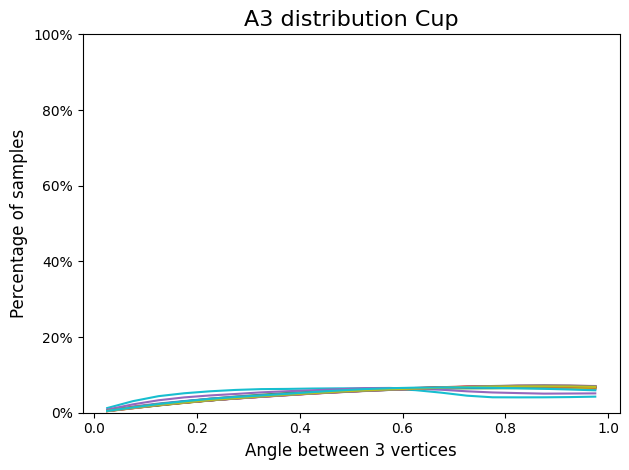 A3 distribution Cup
100%
80%
60%
40%
20%
0%
Percentage of samples
0.0 0.2 0.4 0.6 0.8 1.0
Angle between 3 vertices